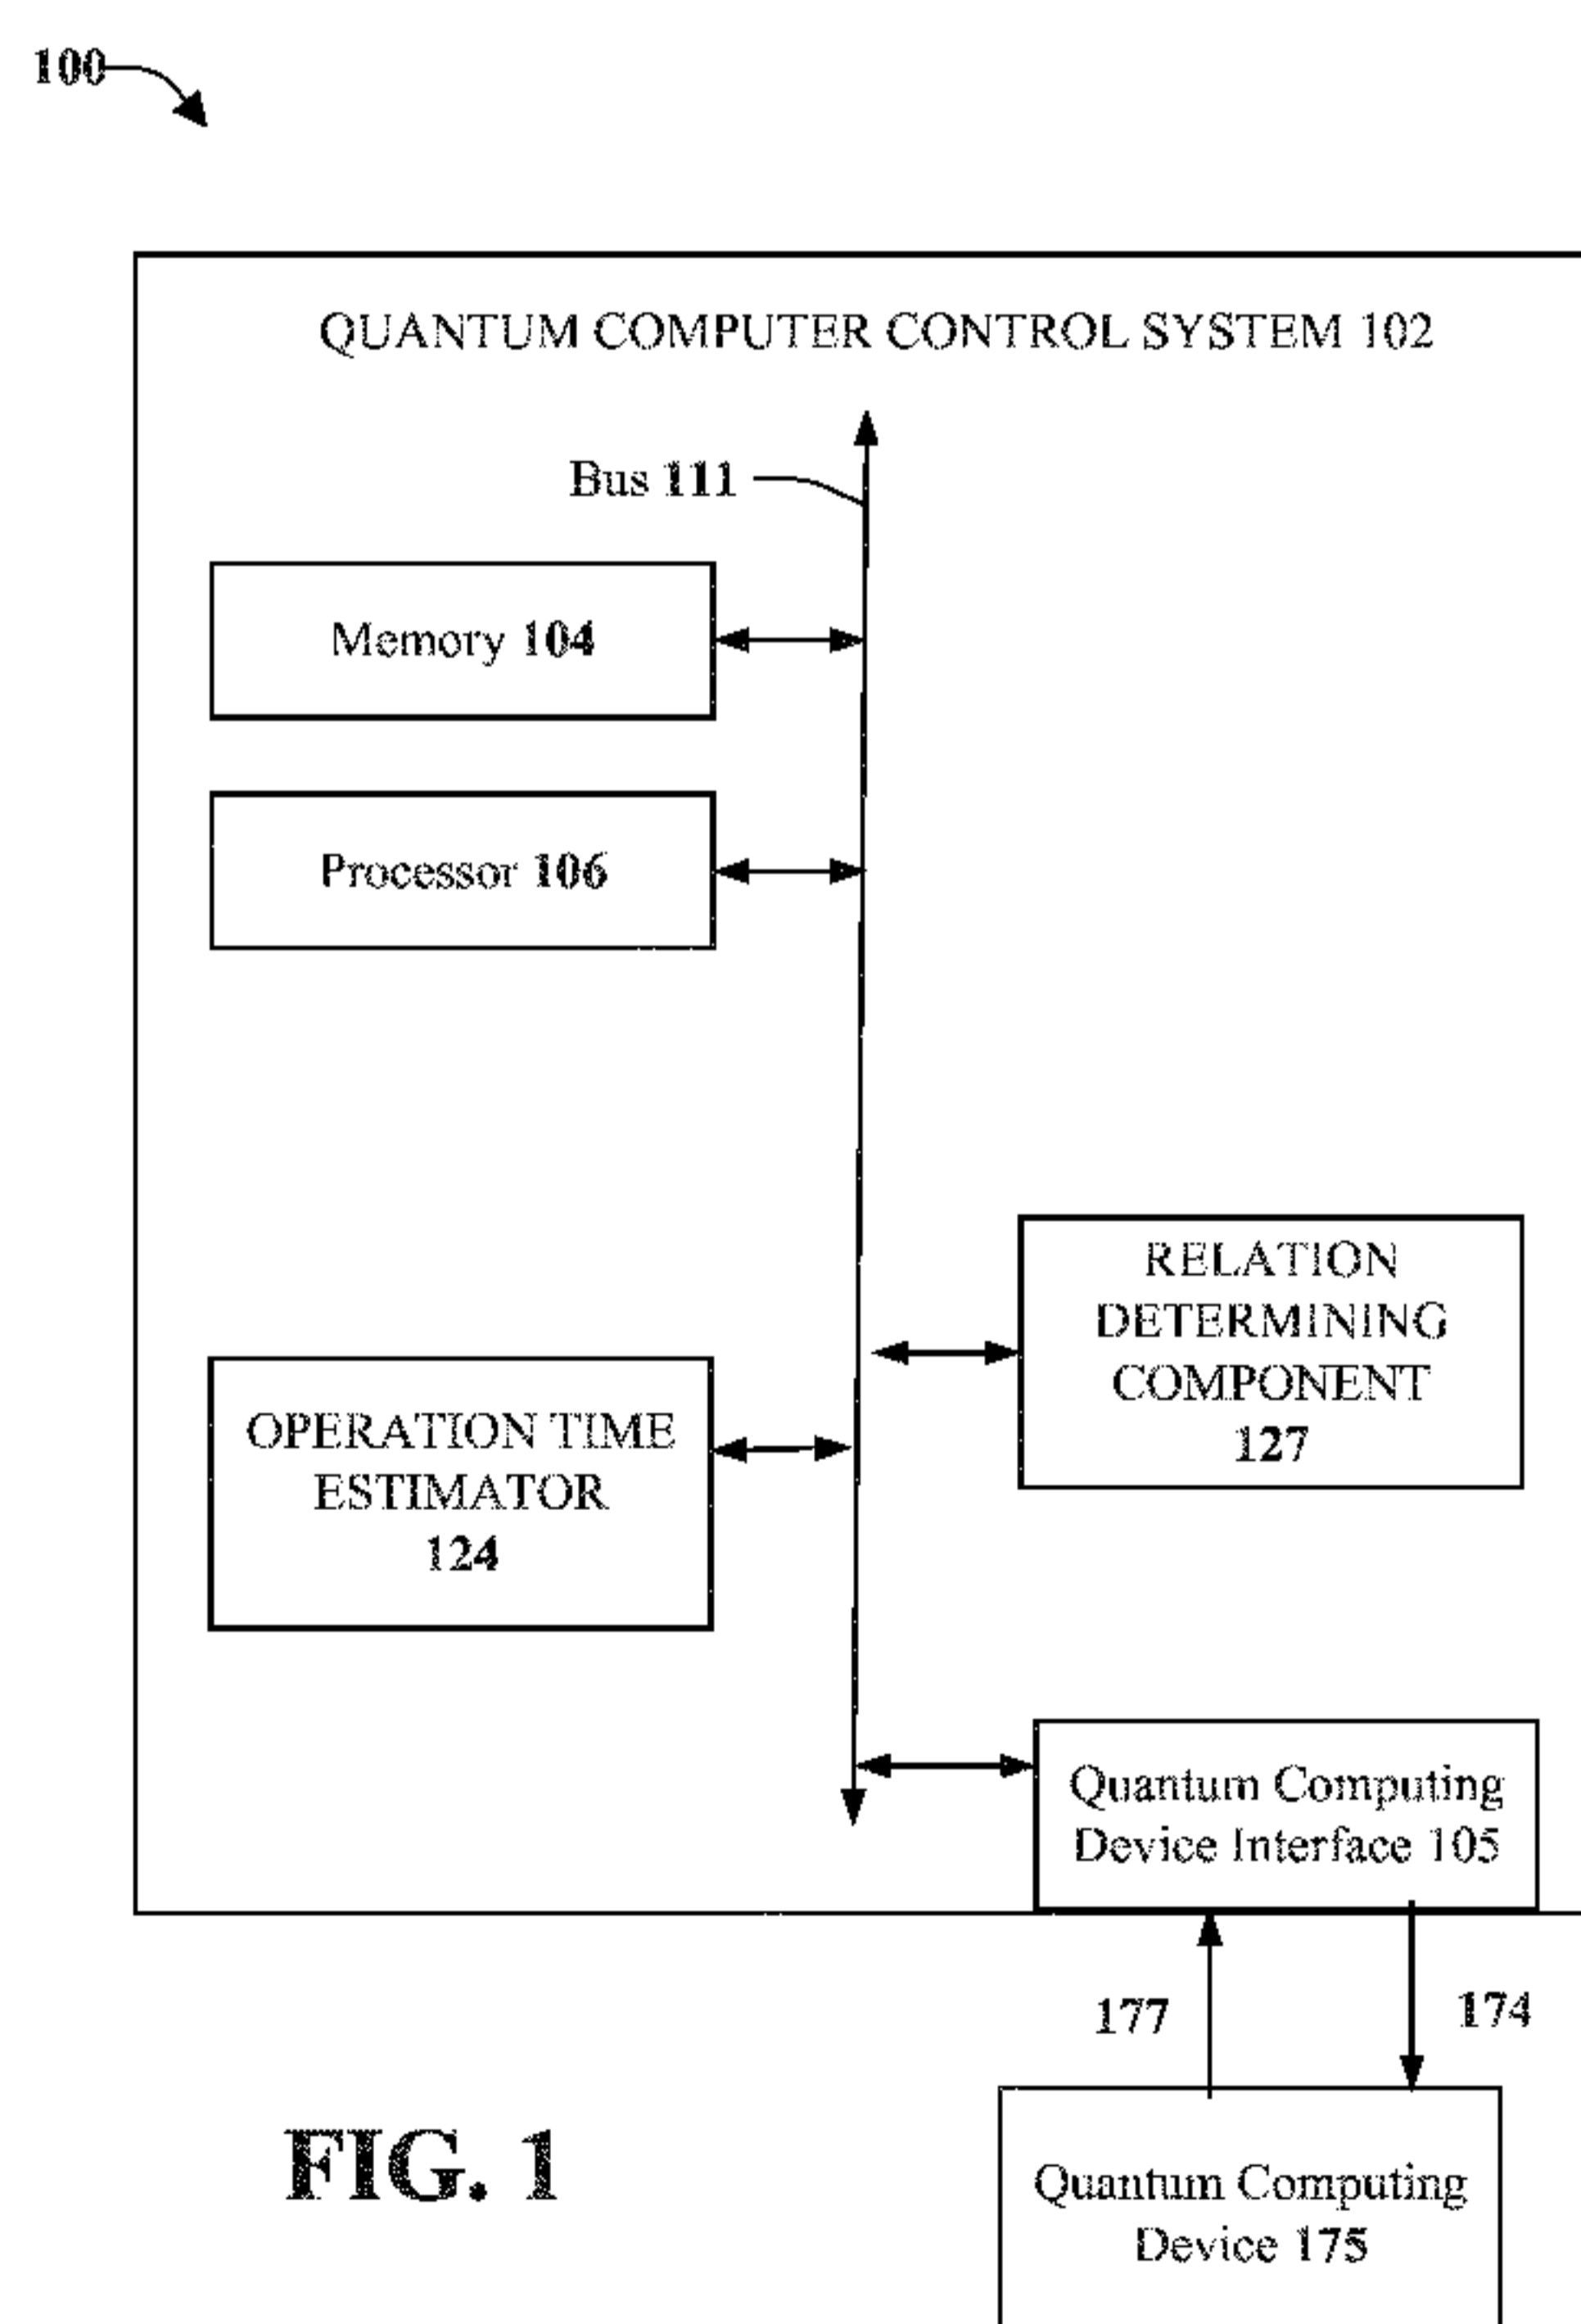 100
QUANTUM COMPUTER CONTROL SYSTEM 102
Bus 111
Memory 104
Processor 106
RELATION
DETERMINING
COMPONENT
127
OPERATION TIME
ESTIMATOR
124
Quantum Computing
Device Interface 105
177
174
FIG. 1
Quantum Computing
Device 175